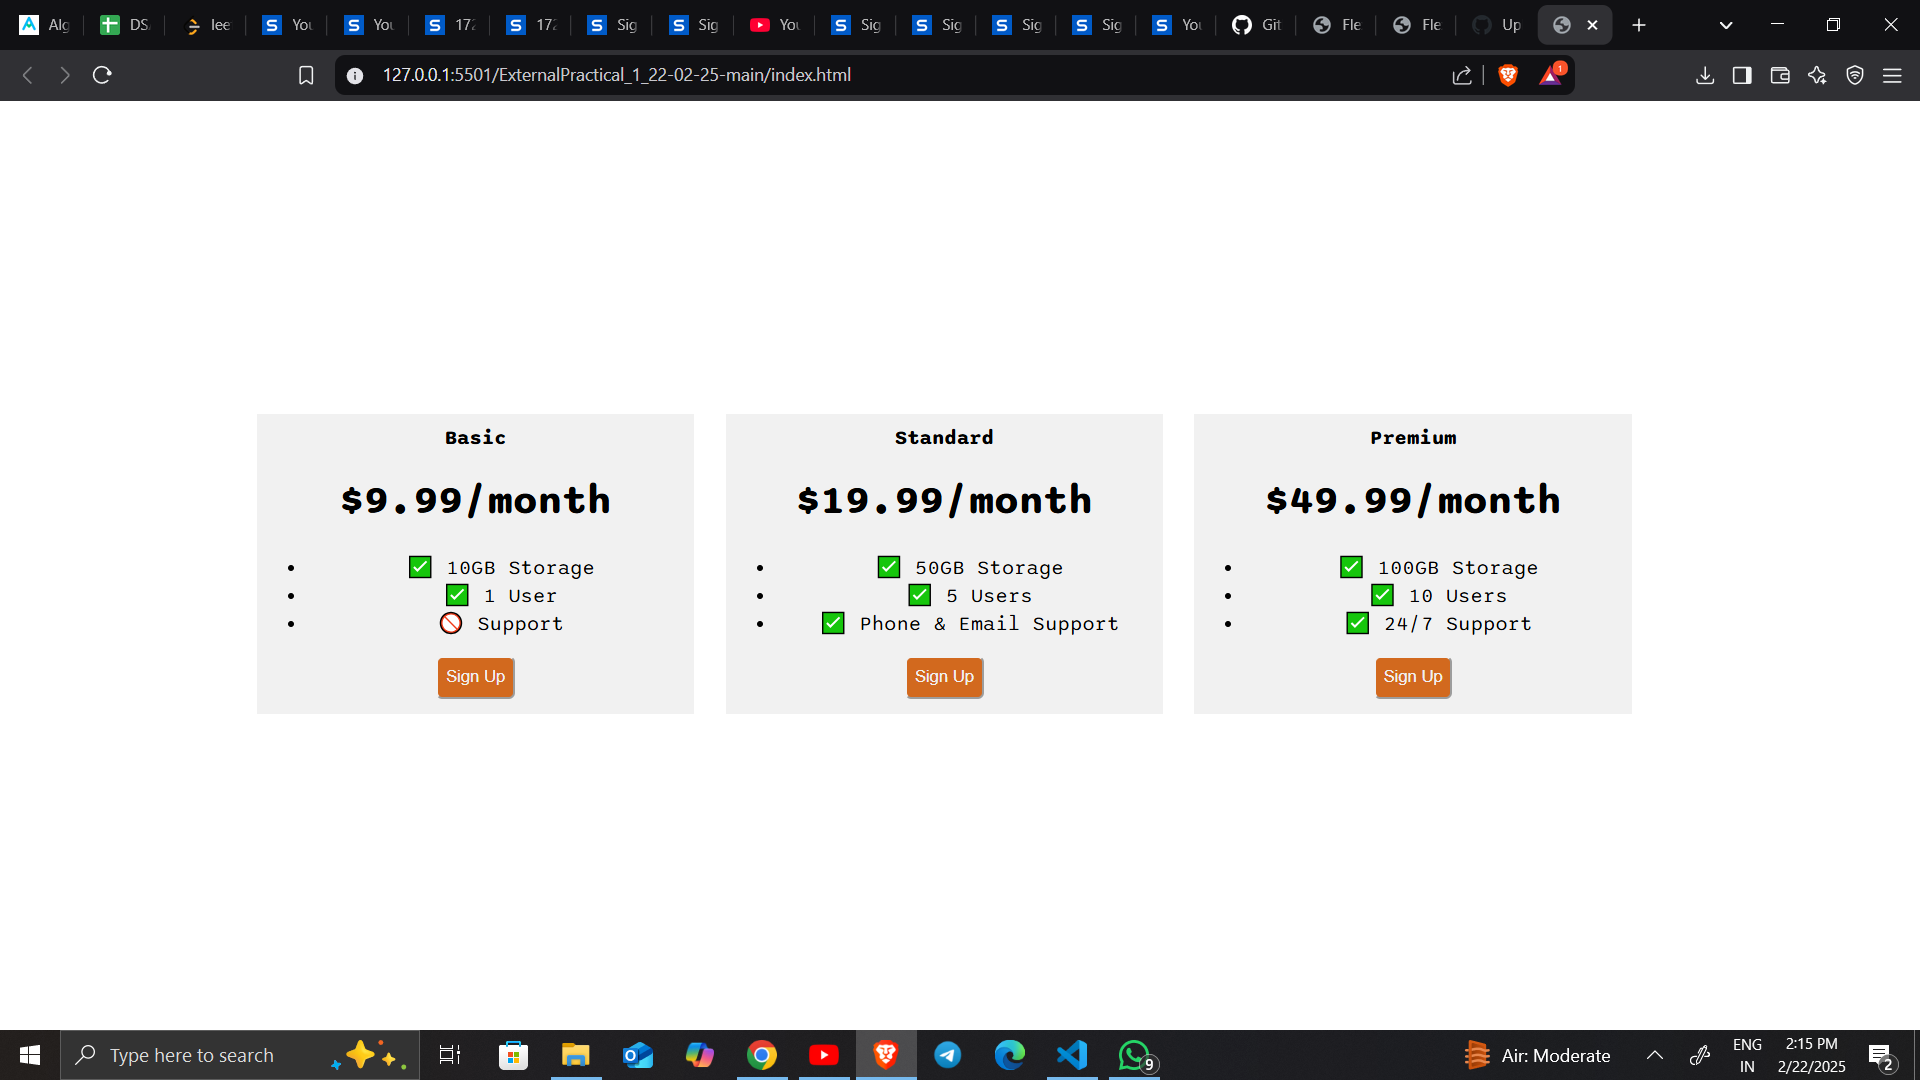 Alg
DS
lee
You
You
172
172
Sig
Sig
You
Sig
Sig
Sig
Sig
You
Git
Fle
Fle
Up
127.0.0.1:5501/ExternalPractical_1_22-02-25-main/index.html
1
Basic
$9.99/month
• ✅ 10GB Storage
• ✅ 1 User
• 🚫 Support
Sign Up
Standard
$19.99/month
• ✅ 50GB Storage
• ✅ 5 Users
• ✅ Phone & Email Support
Sign Up
Premium
$49.99/month
• ✅ 100GB Storage
• ✅ 10 Users
• ✅ 24/7 Support
Sign Up
Type here to search
9
Air: Moderate
ENG
IN
2:15 PM
2/22/2025
2